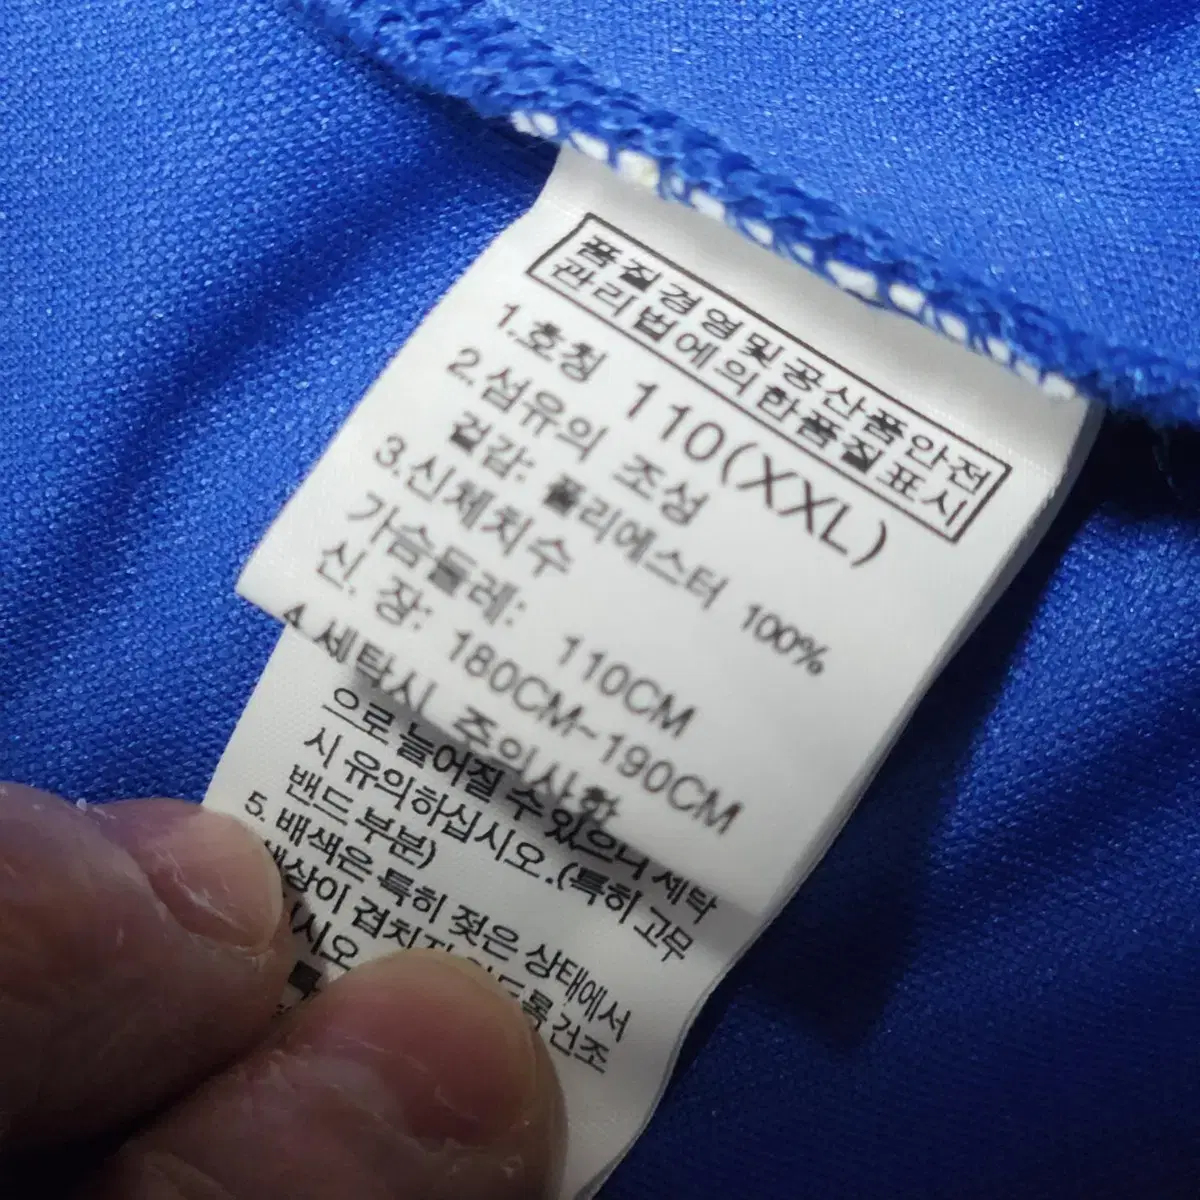 품질경영및공산품안전
관리법에의한품질표시
1.호칭 110(XXL)
2.섬유의 조성
겉감: 폴리에스터 100%
3.신체치수
가슴둘레: 110CM
신. 장: 180CM~190CM
4.세탁시 주의사항
으로 늘어질 수 있으니 세탁
시 유의하십시오.(특히 고무
밴드부분)
5. 배색은 특히 젖은 상태에서
색상이 겹치지 건조
시오
특